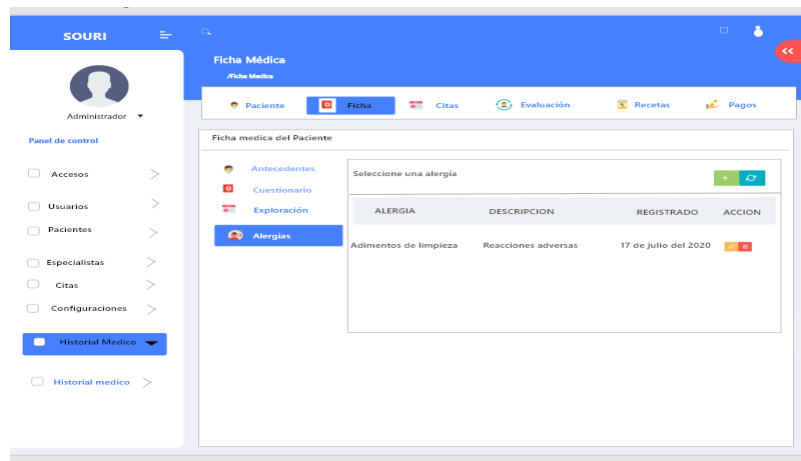 SOURI
Ficha Médica
/Ficha Medica
Administrador
Paciente
Ficha
Citas
Evaluación
Recetas
Pagos
Panel de control
Accesos
Usuarios
Pacientes
Especialistas
Citas
Configuraciones
Historial Medico
Historial medico
Ficha medica del Paciente
Antecedentes
Cuestionario
Exploración
Alergias
Seleccione una alergía
ALERGIA DESCRIPCION REGISTRADO ACCION
Adimentos de limpieza Reacciones adversas 17 de julio del 2020